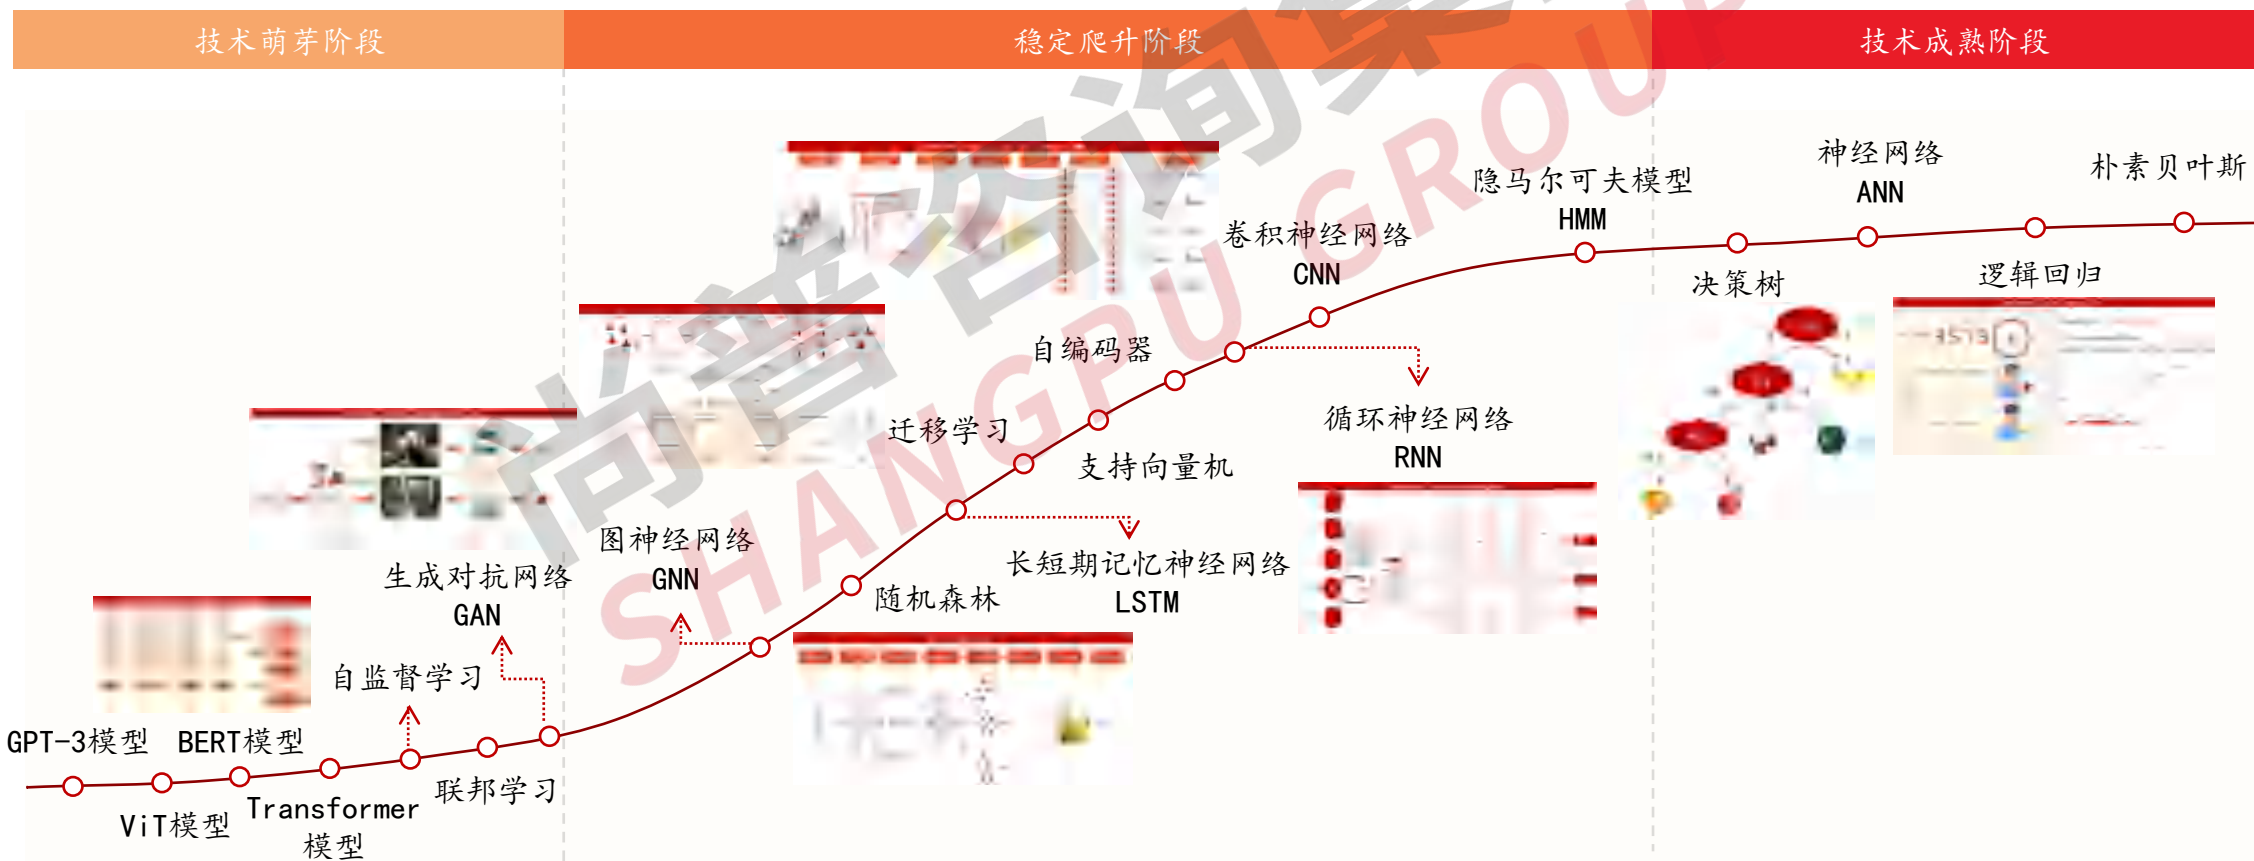 技术萌芽阶段
稳定爬升阶段
技术成熟阶段
GPT-3模型
ViT模型
BERT模型
Transformer
模型
自监督学习
联邦学习
生成对抗网络
GAN
图神经网络
GNN
随机森林
长短期记忆神经网络
LSTM
迁移学习
支持向量机
自编码器
循环神经网络
RNN
卷积神经网络
CNN
隐马尔可夫模型
HMM
决策树
神经网络
ANN
逻辑回归
朴素贝叶斯
尚普咨询集
SHANGPU GROUP